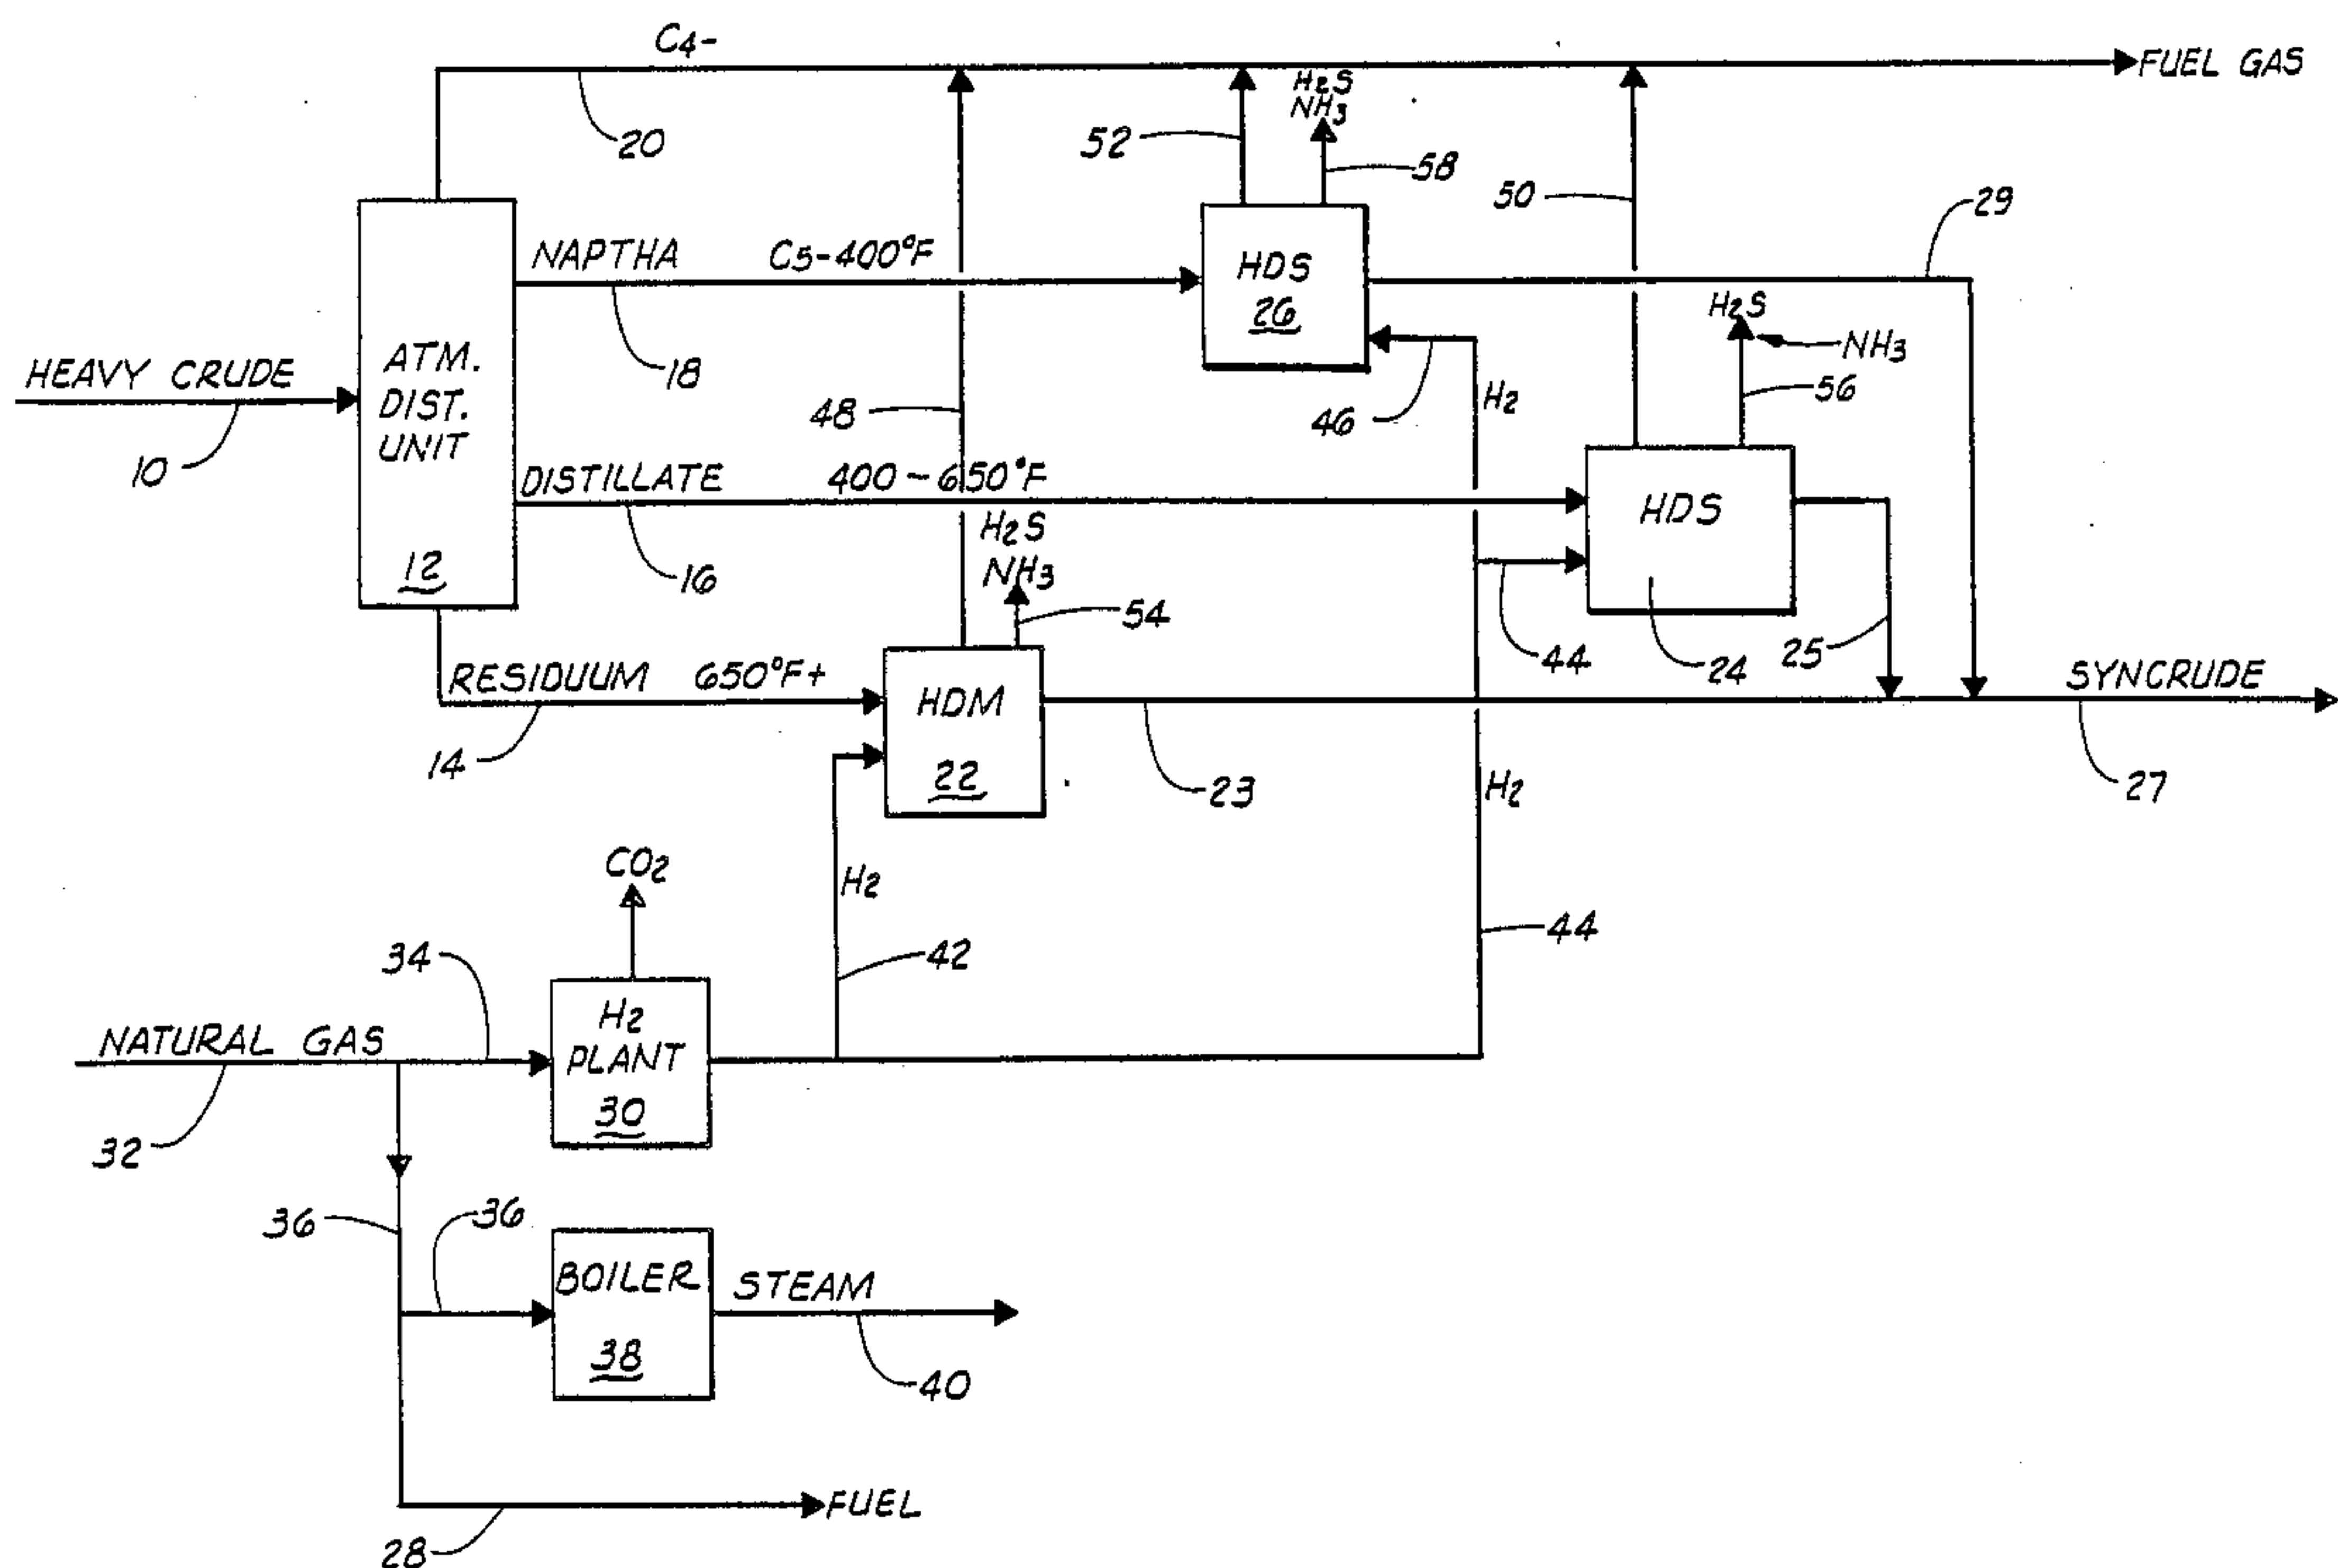 C4-
FUEL GAS
20
52
H2S
NH3
58
50
29
NAPTHA C5-400°F
HDS
26
H2S
NH3
18
HEAVY CRUDE
ATM.
DIST.
UNIT
10
48
46
H2
56
DISTILLATE 400-650°F
HDS
H2S
NH3
12
16
54
44
24
25
RESIDUUM 650°F+
HDM
SYNCRUDE
14
22
23
H2
27
CO2
H2
34
42
44
NATURAL GAS
H2
PLANT
30
32
36
36
BOILER
STEAM
38
40
FUEL
28